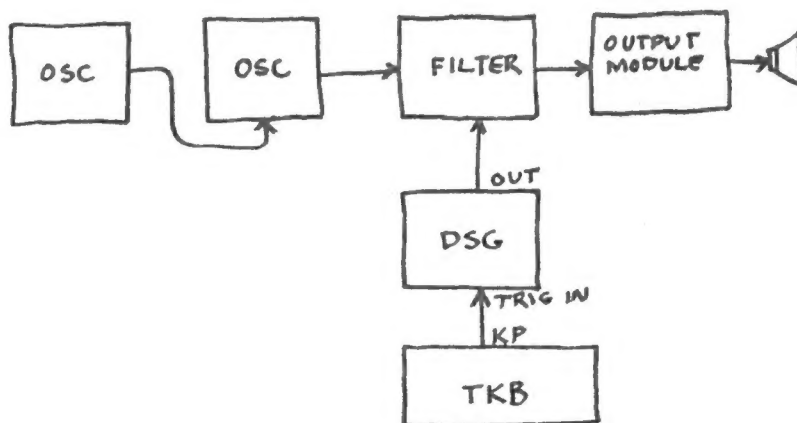 OSC
OSC
FILTER
OUTPUT
MODULE
OUT
DSG
TRIG IN
KP
TKB